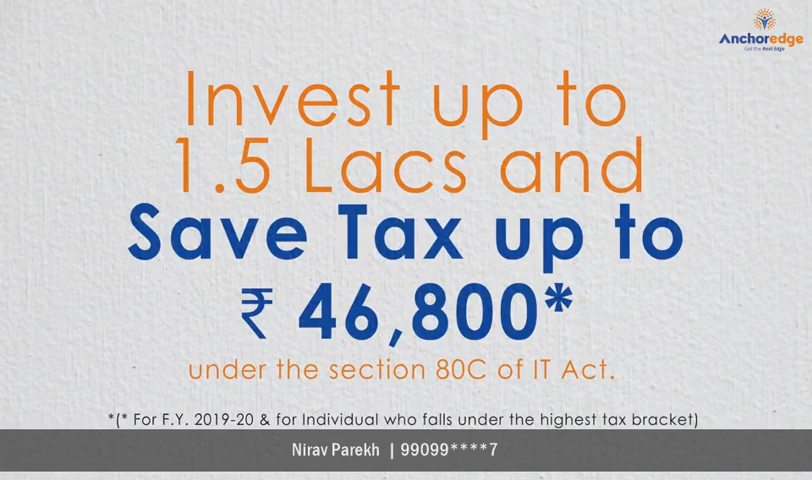 Anchoredge
Get the Real Edge
Invest up to
1.5 Lacs and
Save Tax up to
₹ 46,800*
under the section 80C of IT Act.
*(* For F.Y. 2019-20 & for Individual who falls under the highest tax bracket)
Nirav Parekh | 99099****7